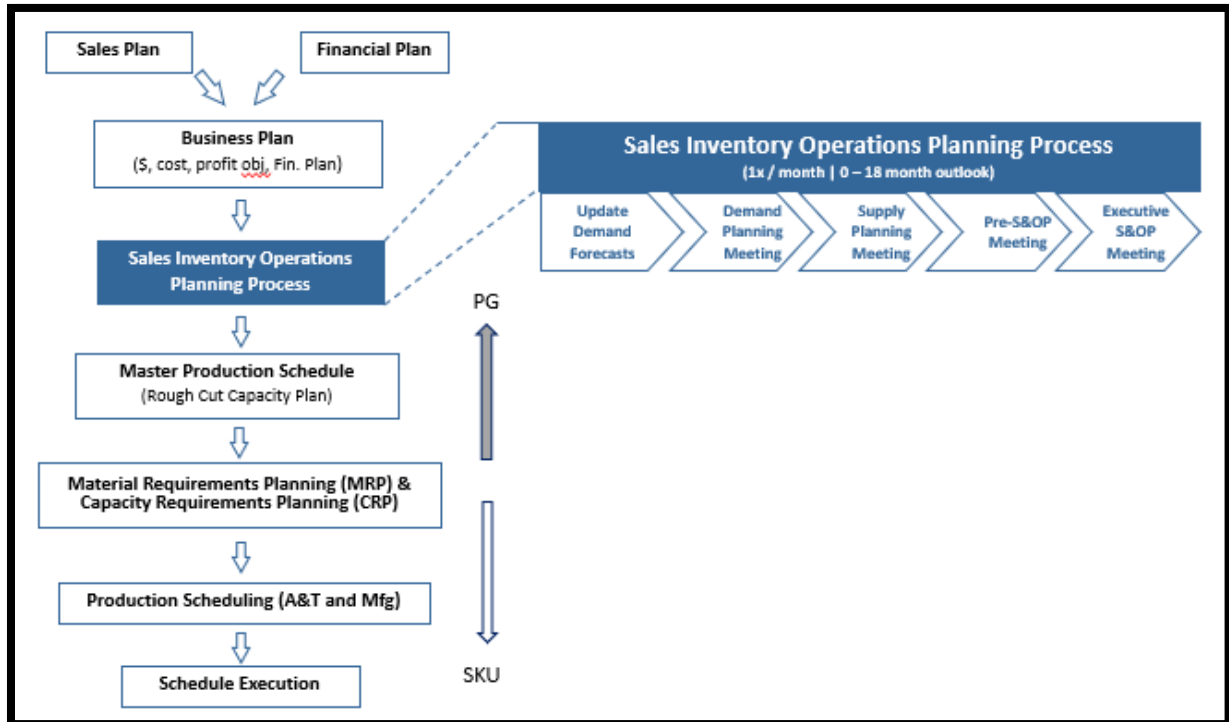 Sales Plan
Financial Plan
Business Plan
($, cost, profit obj, Fin. Plan)
Sales Inventory Operations
Planning Process
Master Production Schedule
(Rough Cut Capacity Plan)
Material Requirements Planning (MRP) &
Capacity Requirements Planning (CRP)
Production Scheduling (A&T and Mfg)
Schedule Execution
Sales Inventory Operations Planning Process
(1x / month | 0 – 18 month outlook)
Update
Demand
Forecasts
Demand
Planning
Meeting
Supply
Planning
Meeting
Pre-S&OP
Meeting
Executive
S&OP
Meeting
PG
SKU